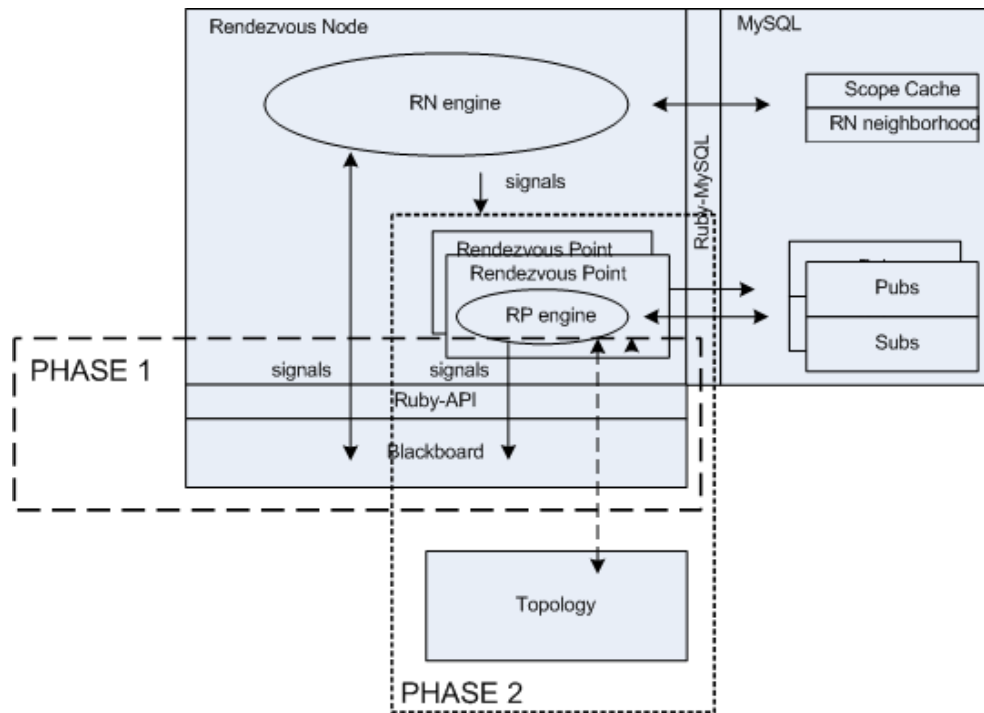 Rendezvous Node
MySQL
RN engine
Scope Cache
RN neighborhood
Ruby-MySQL
signals
Rendezvous Point
Rendezvous Point
RP engine
Pubs
Subs
PHASE 1
signals
signals
Ruby-API
Blackboard
Topology
PHASE 2